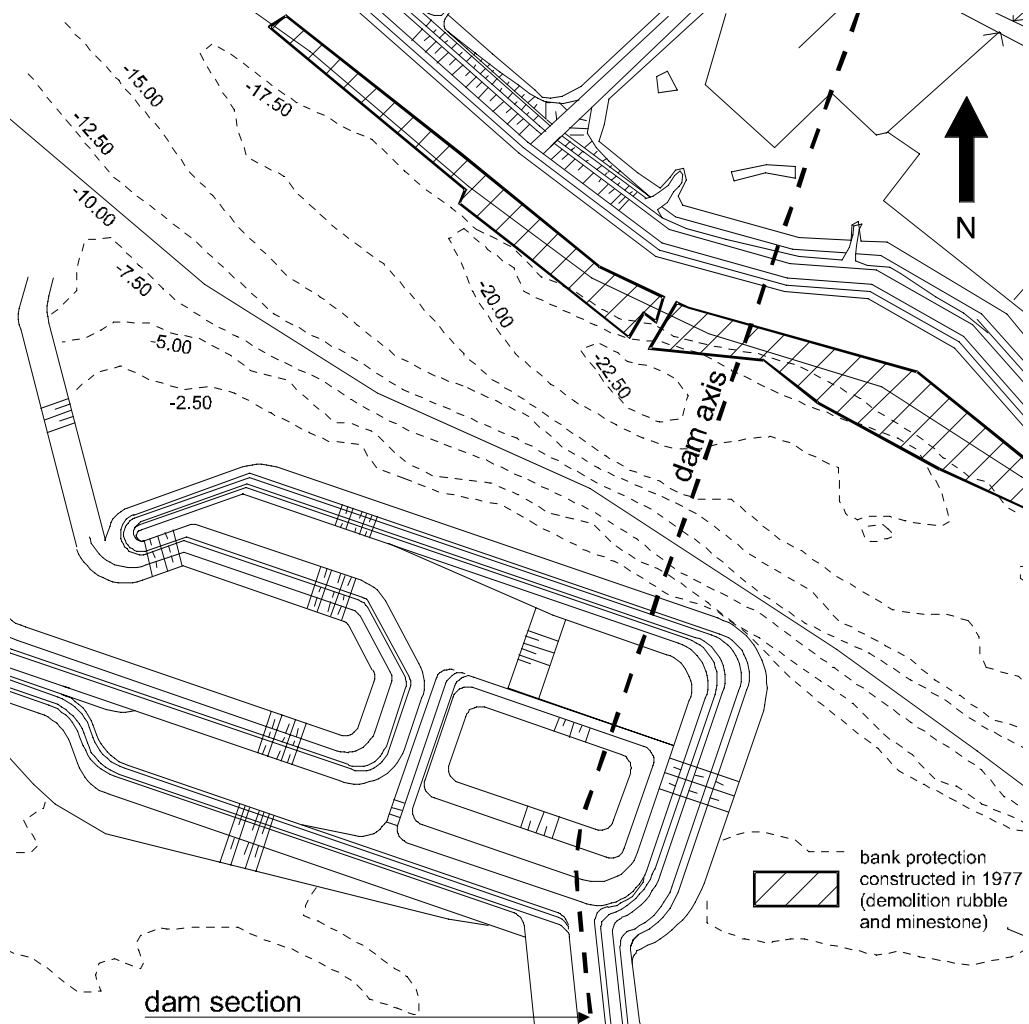 -15.00
-17.50
-12.50
-10.00
N
-7.50
-20.00
-5.00
-22.50
-2.50
dam axis
bank protection
constructed in 1977
(demolition rubble
and minestone)
dam section